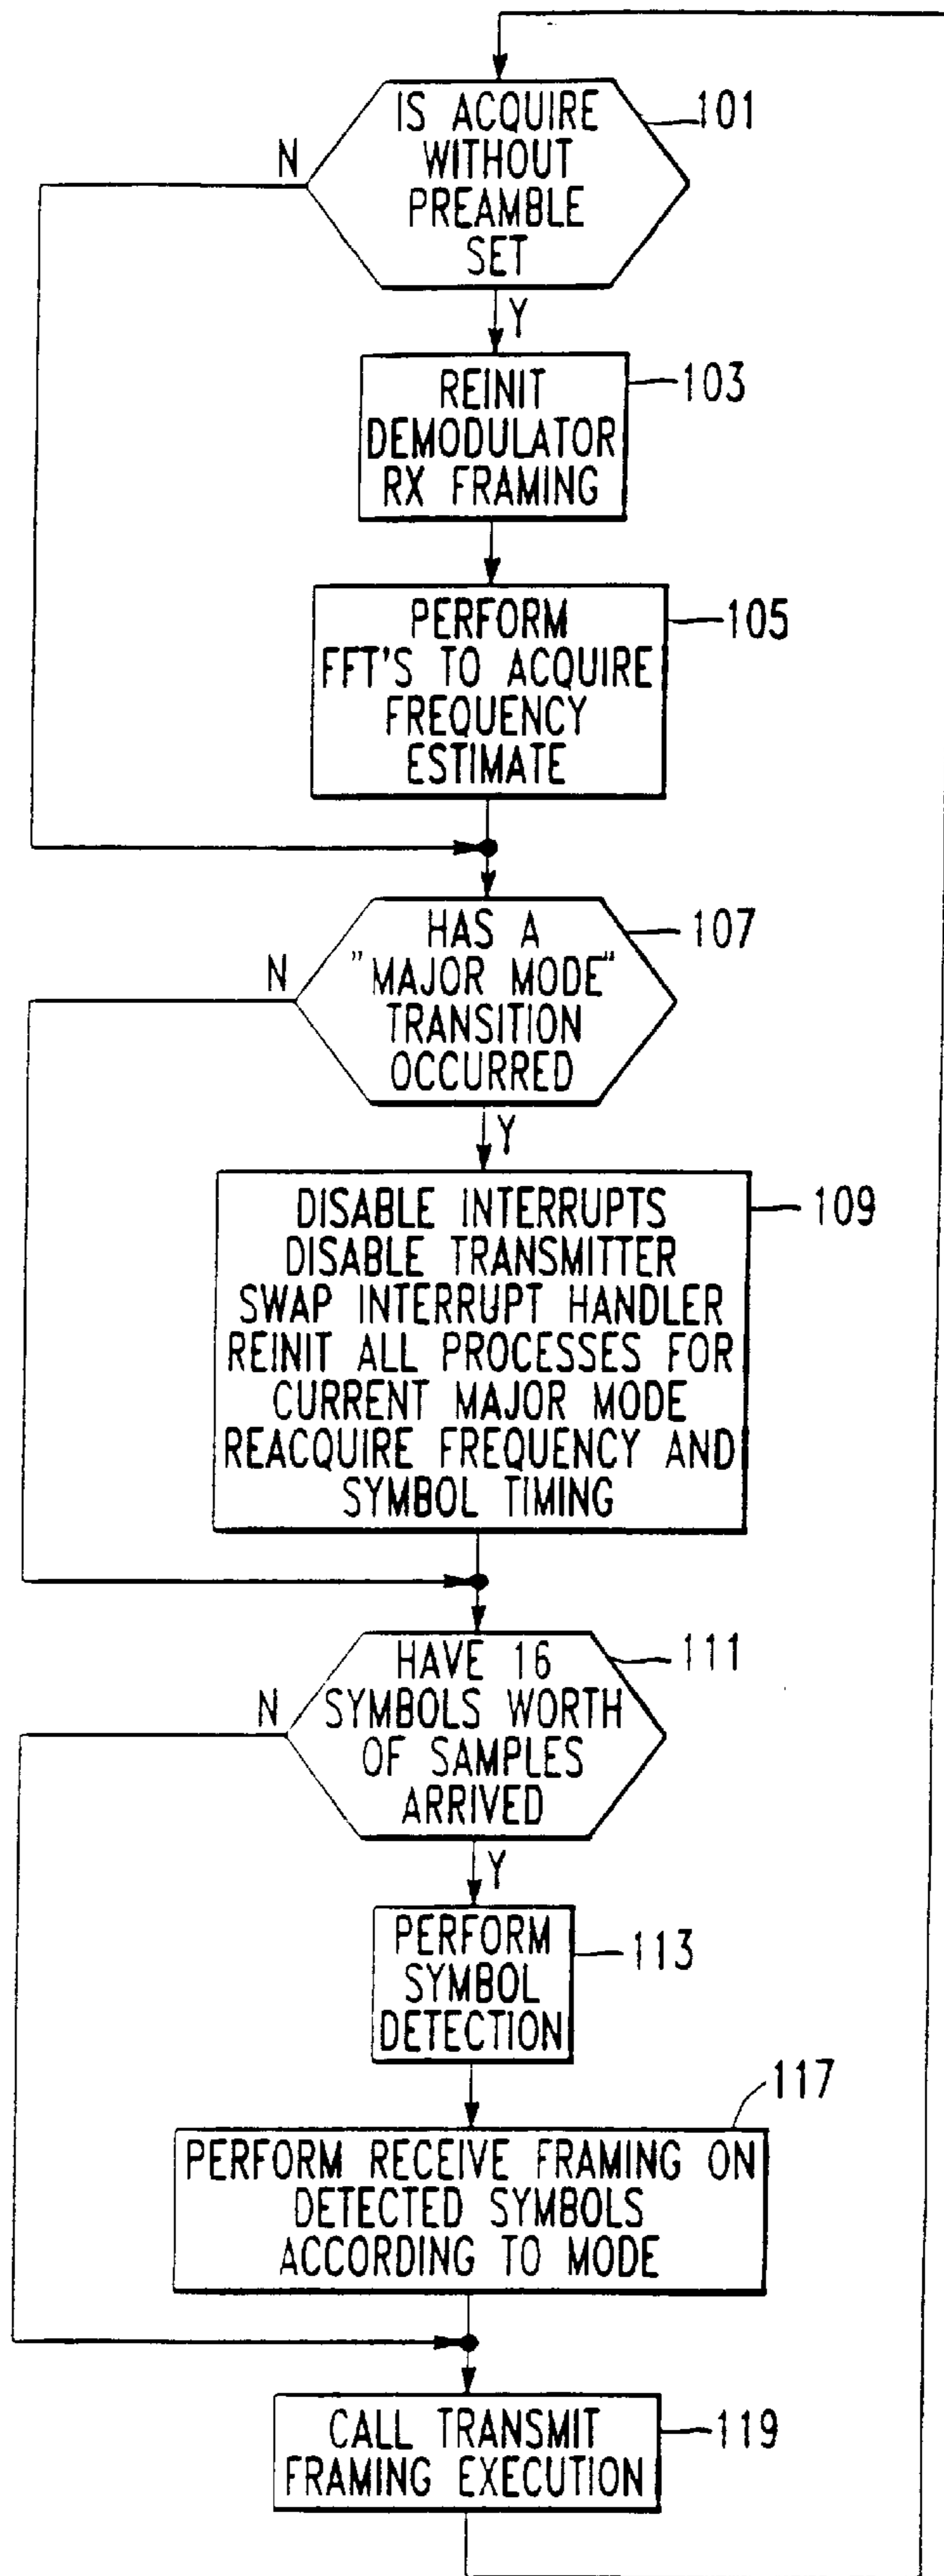 IS ACQUIRE
WITHOUT
PREAMBLE
SET
101
N
Y
REINIT
DEMODULATOR
RX FRAMING
103
PERFORM
FFT'S TO ACQUIRE
FREQUENCY
ESTIMATE
105
HAS A
"MAJOR MODE"
TRANSITION
OCCURRED
107
N
Y
DISABLE INTERRUPTS
DISABLE TRANSMITTER
SWAP INTERRUPT HANDLER
REINIT ALL PROCESSES FOR
CURRENT MAJOR MODE
REACQUIRE FREQUENCY AND
SYMBOL TIMING
109
HAVE 16
SYMBOLS WORTH
OF SAMPLES
ARRIVED
111
N
Y
PERFORM
SYMBOL
DETECTION
113
117
PERFORM RECEIVE FRAMING ON
DETECTED SYMBOLS
ACCORDING TO MODE
CALL TRANSMIT
FRAMING EXECUTION
119